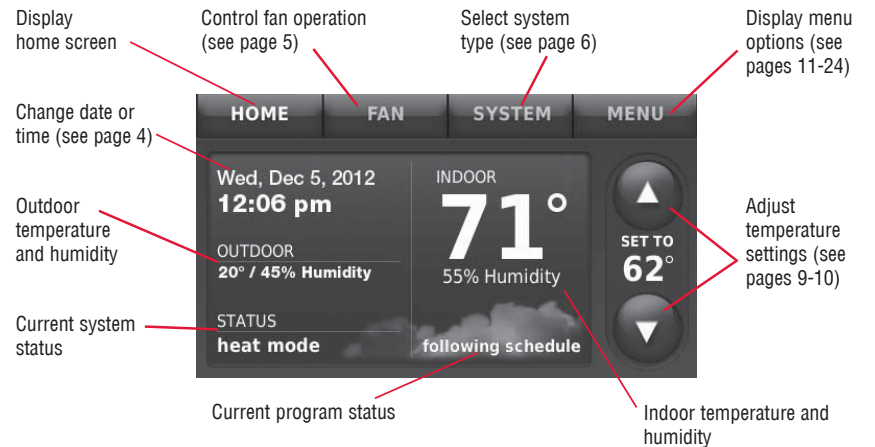 Display
home screen
Control fan operation
(see page 5)
Select system
type (see page 6)
Display menu
options (see
pages 11-24)
Change date or
time (see page 4)
Outdoor
temperature
and humidity
Current system
status
HOME
FAN
SYSTEM
MENU
Wed, Dec 5, 2012
12:06 pm
OUTDOOR
20° / 45% Humidity
STATUS
heat mode
INDOOR
71°
55% Humidity
following schedule
▲
SET TO
62°
▼
Adjust
temperature
settings (see
pages 9-10)
Current program status
Indoor temperature and
humidity